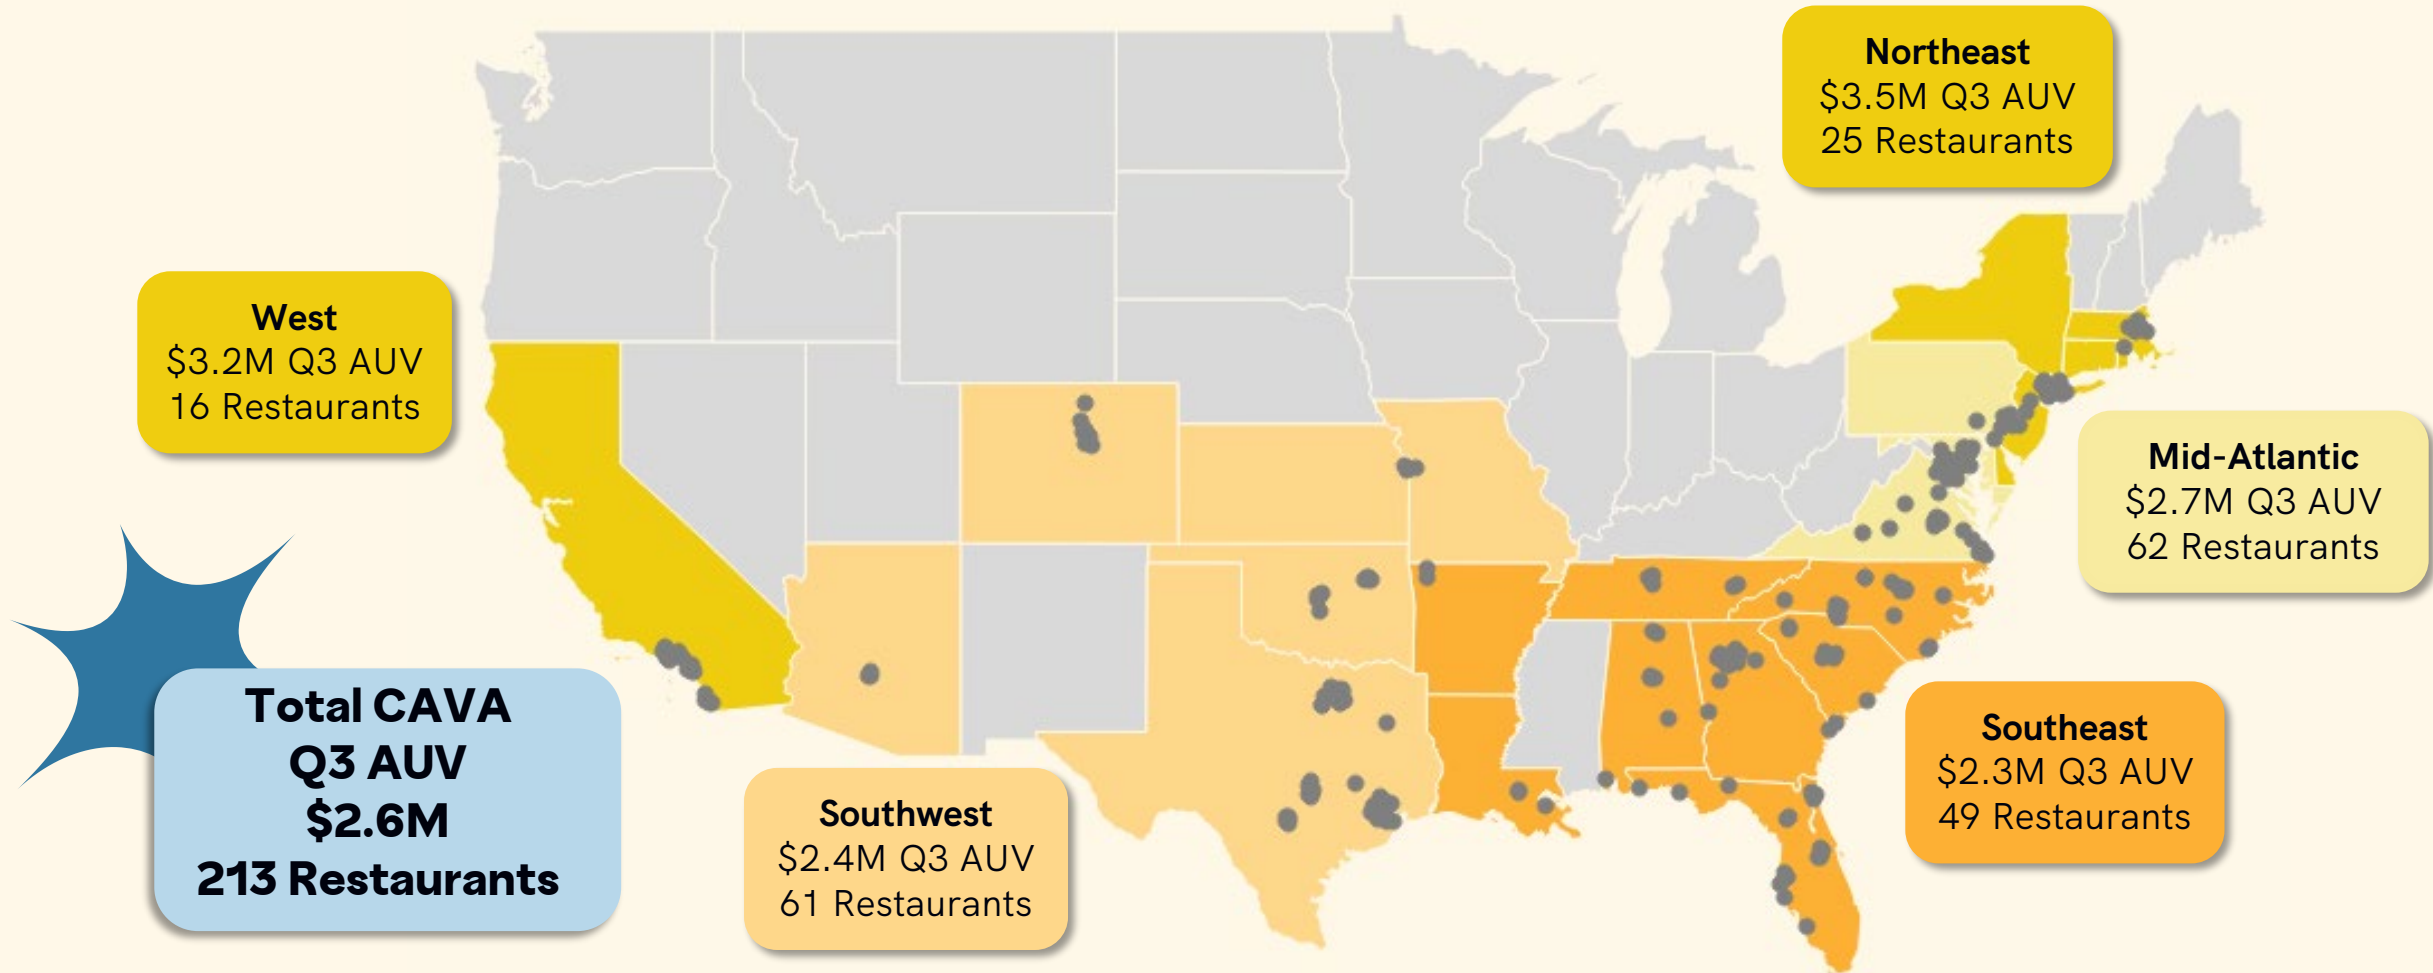 Northeast
$3.5M Q3 AUV
25 Restaurants
West
$3.2M Q3 AUV
16 Restaurants
Mid-Atlantic
$2.7M Q3 AUV
62 Restaurants
Total CAVA
Q3 AUV
$2.6M
213 Restaurants
Southwest
$2.4M Q3 AUV
61 Restaurants
Southeast
$2.3M Q3 AUV
49 Restaurants